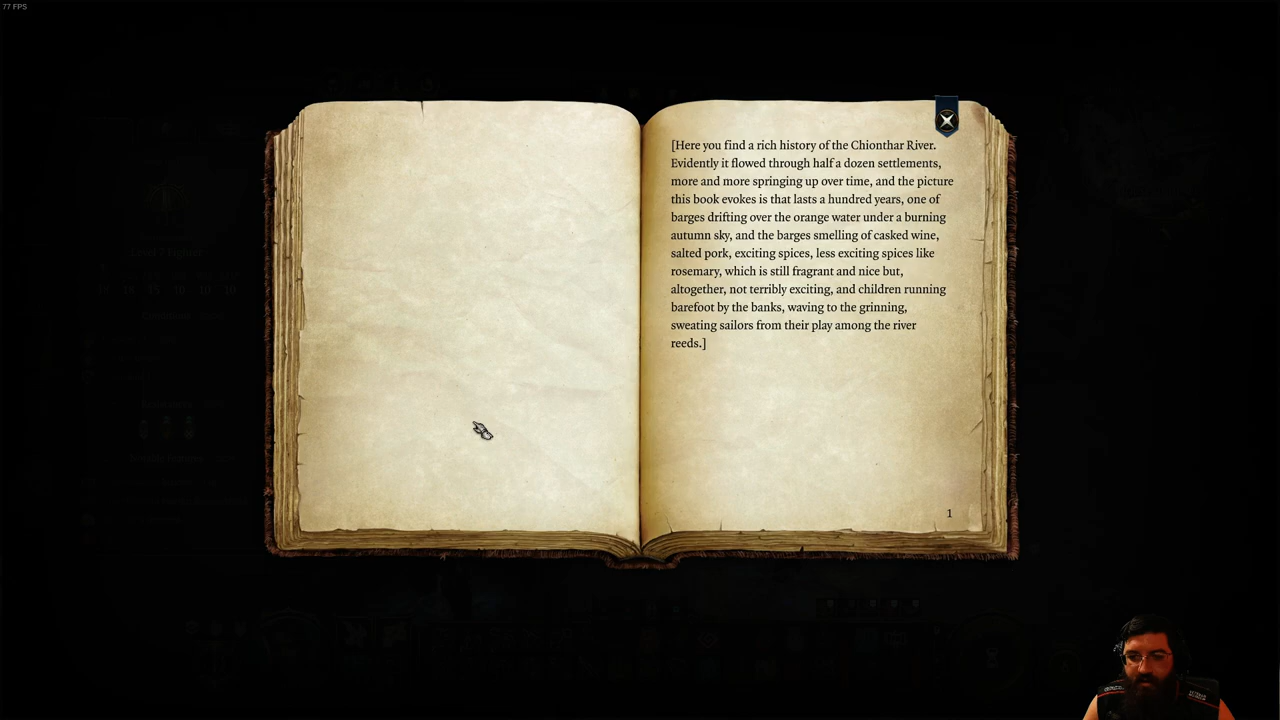 77 FPS
[Here you find a rich history of the Chionthar River.
Evidently it flowed through half a dozen settlements,
more and more springing up over time, and the picture
this book evokes is that lasts a hundred years, one of
barges drifting over the orange water under a burning
autumn sky, and the barges smelling of casked wine,
salted pork, exciting spices, less exciting spices like
rosemary, which is still fragrant and nice but,
altogether, not terribly exciting, and children running
barefoot by the banks, waving to the grinning,
sweating sailors from their play among the river
reeds.]
1
Level 7 Fighter